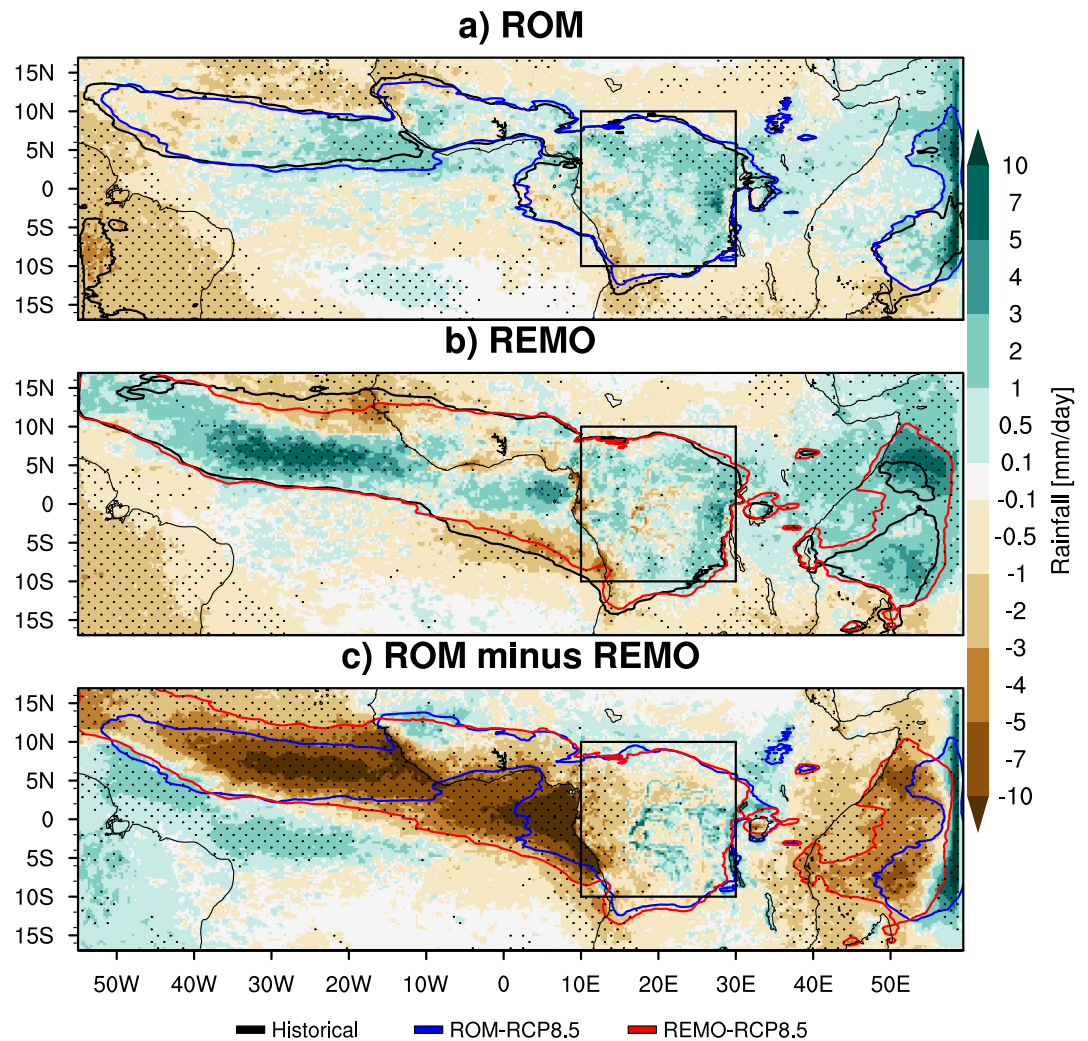 a) ROM
15N
10N
5N
0
5S
10S
15S
b) REMO
15N
10N
5N
0
5S
10S
15S
c) ROM minus REMO
15N
10N
5N
0
5S
10S
15S
50W 40W 30W 20W 10W 0 10E 20E 30E 40E 50E
10
7
5
4
3
2
1
0.5
0.1
-0.1
-0.5
-1
-2
-3
-4
-5
-7
-10
Rainfall [mm/day]
Historical ROM-RCP8.5 REMO-RCP8.5